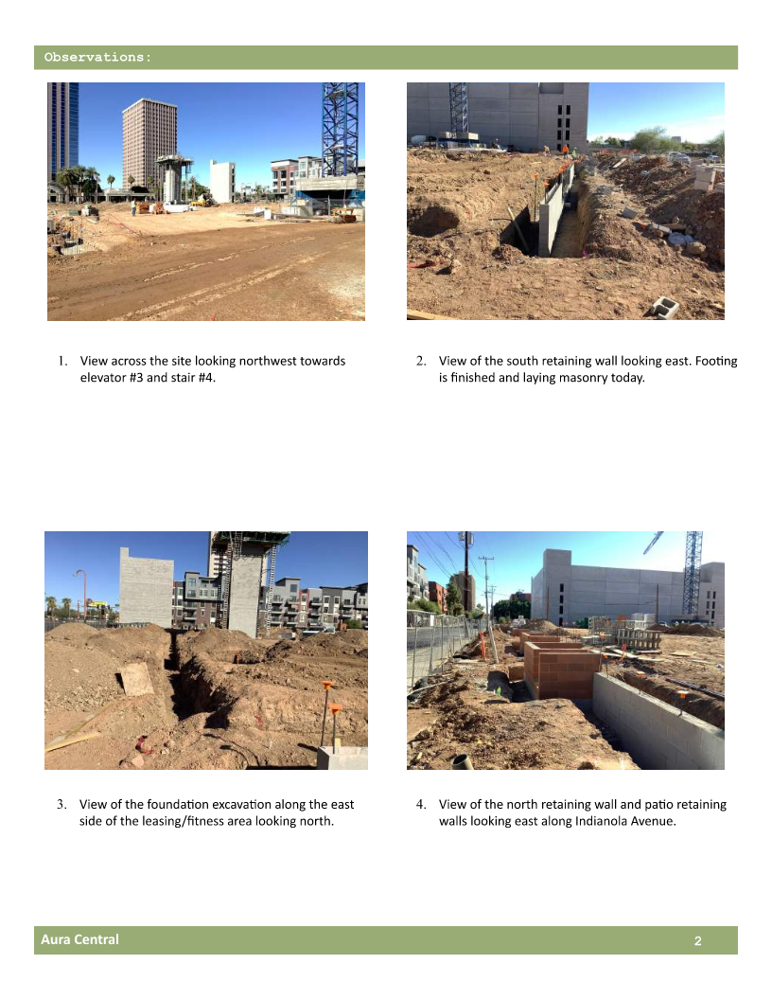 Observations:
1. View across the site looking northwest towards
elevator #3 and stair #4.
2. View of the south retaining wall looking east. Footing
is finished and laying masonry today.
3. View of the foundation excavation along the east
side of the leasing/fitness area looking north.
4. View of the north retaining wall and patio retaining
walls looking east along Indianola Avenue.
Aura Central
2